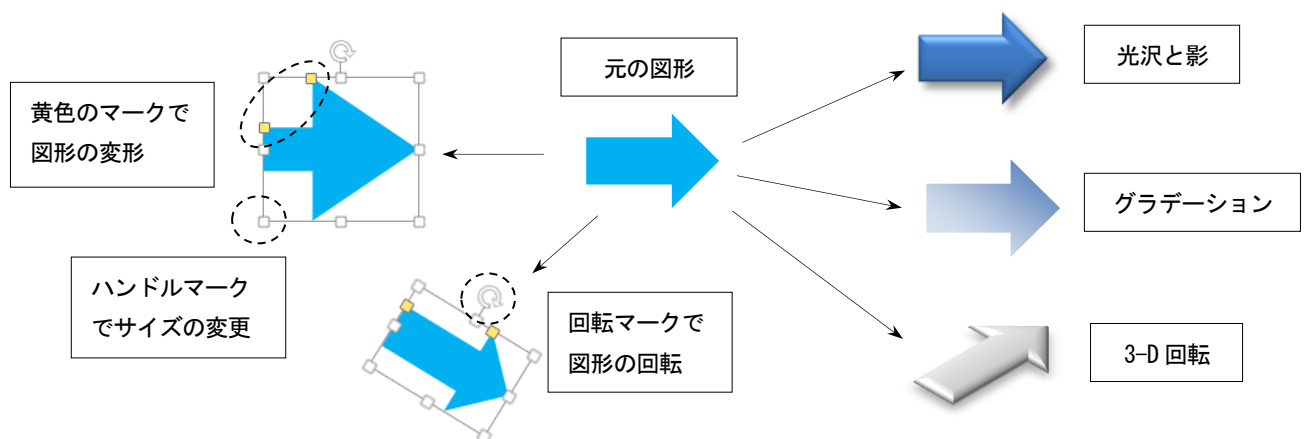 元の図形
光沢と影
黄色のマークで
図形の変形
グラデーション
ハンドルマーク
でサイズの変更
回転マークで
図形の回転
3-D 回転